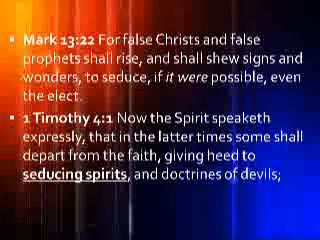 Mark 13:22 For false Christs and false
prophets shall rise, and shall shew signs and
wonders, to seduce, if it were possible, even
the elect.
1 Timothy 4:1 Now the Spirit speaketh
expressly, that in the latter times some shall
depart from the faith, giving heed to
seducing spirits, and doctrines of devils;